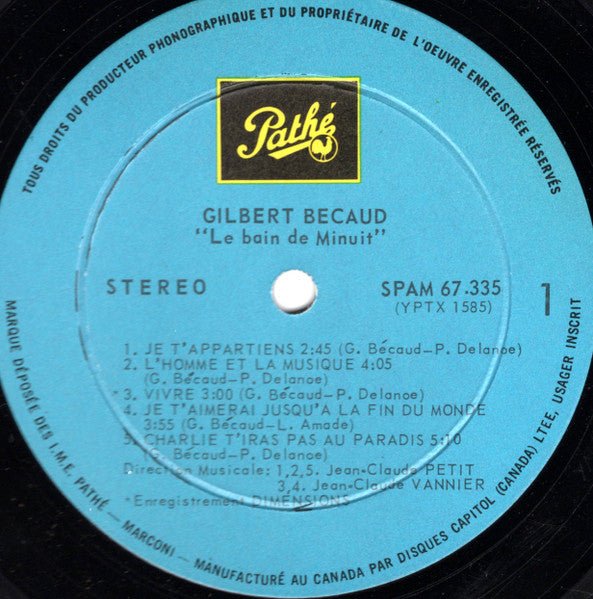 TOUS DROITS DU PRODUCTEUR PHONOGRAPHIQUE ET DU PROPRIÉTAIRE DE L'OEUVRE ENREGISTRÉE RÉSERVÉS
Pathé
GILBERT BECAUD
"Le bain de Minuit"
STEREO
SPAM 67.335
(YPTX 1585)
1
1. JE T'APPARTIENS 2:45 (G. Bécaud-P. Delanoe)
2. L'HOMME ET LA MUSIQUE 4:05
(G. Bécaud-P. Delanoe)
*3. VIVRE 3:00 (G. Bécaud-P. Delanoe)
4. JE T'AIMERAI JUSQU'A LA FIN DU MONDE
3:55 (G. Bécaud-L. Amade)
5. CHARLIE T'IRAS PAS AU PARADIS 5:10
(G. Bécaud-P. Delanoe)
Direction Musicale: 1,2,5. Jean-Claude PETIT
3,4. Jean-Claude VANNIER
*Enregistrement DIMENSIONS
MARQUE DÉPOSÉE DES I.M.E. PATHÉ — MARCONI — MANUFACTURÉ AU CANADA PAR DISQUES CAPITOL (CANADA) LTEE, USAGER INSCRIT